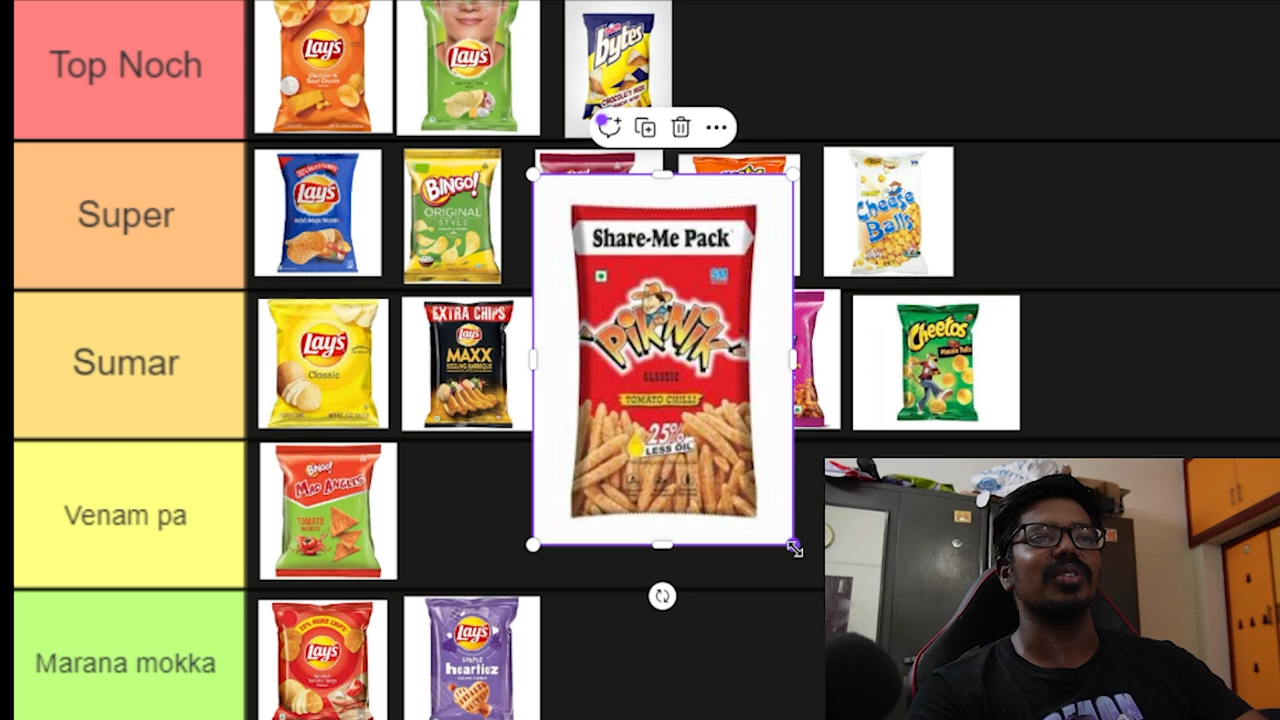 Top Noch
Lay's
Lay's
bytes
Super
Lay's
BINGO!
ORIGINAL
STYLE
Cheese
Balls
Share-Me Pack
PikNik
CLASSIC
TOMATO CHILLI
25%
LESS OIL
Sumar
Lay's
Classic
EXTRA CHIPS
Lay's
MAXX
SIZZLING BARBEQUE
Cheetos
Venam pa
BINGO!
MAD ANGLES
TOMATO
Marana mokka
Lay's
Lay's
heartiez